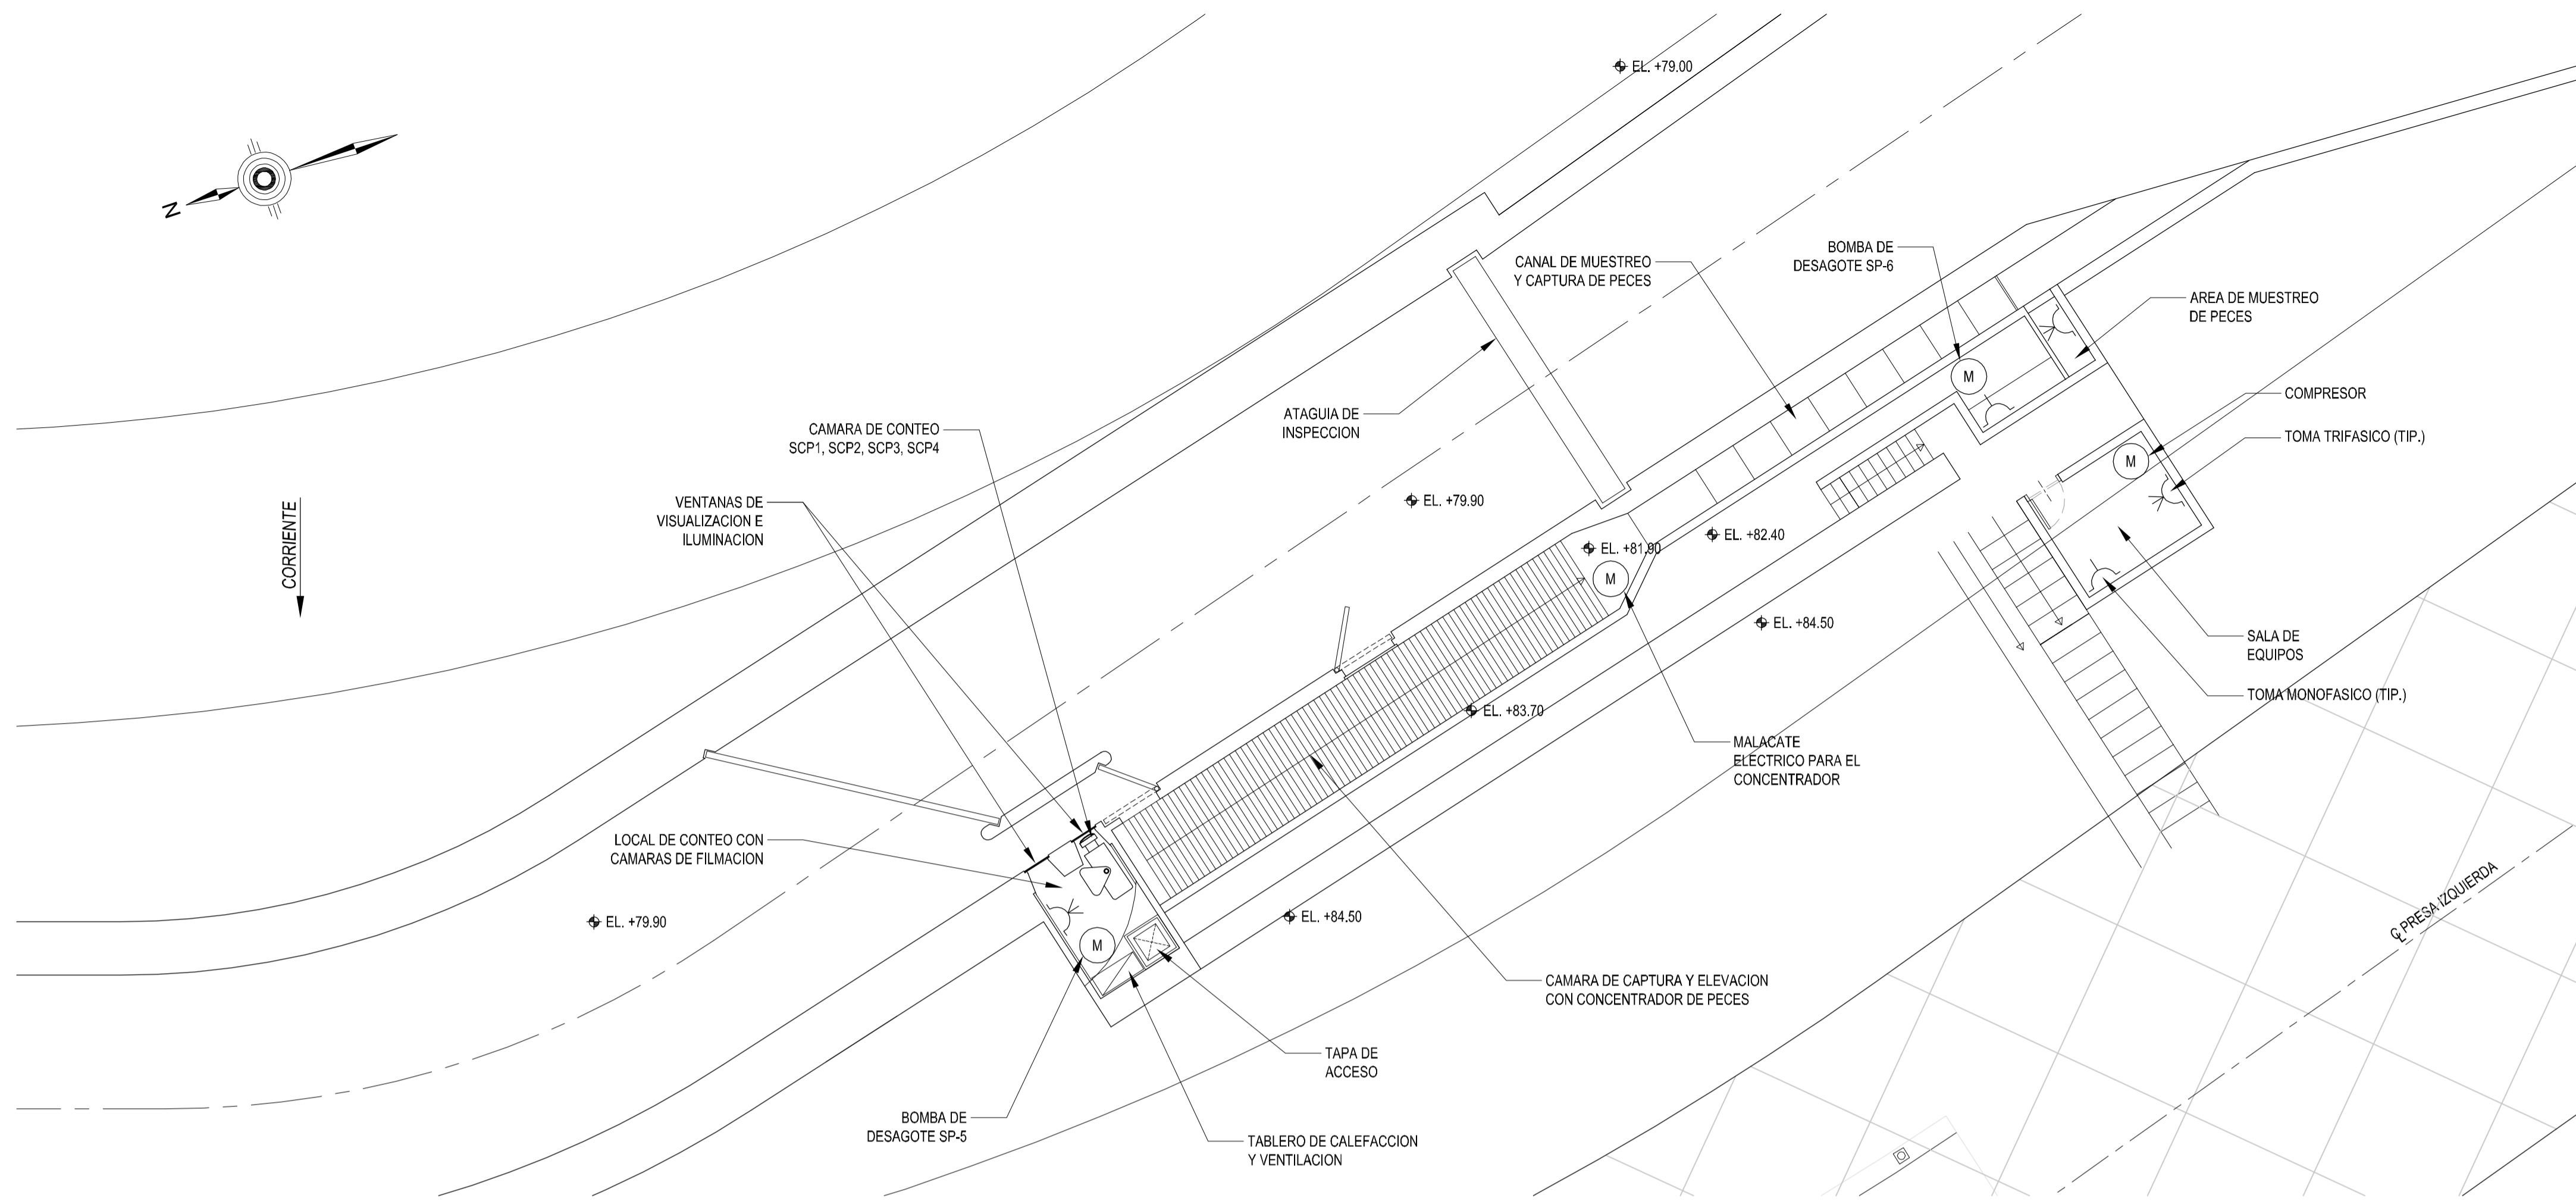 EL. +79.00
N
CORRIENTE
CANAL DE MUESTREO
Y CAPTURA DE PECES
BOMBA DE
DESAGOTE SP-6
AREA DE MUESTREO
DE PECES
M
COMPRESOR
M
TOMA TRIFASICO (TIP.)
ATAGUIA DE
INSPECCION
CAMARA DE CONTEO
SCP1, SCP2, SCP3, SCP4
VENTANAS DE
VISUALIZACION E
ILUMINACION
EL. +79.90
EL. +81.90
EL. +82.40
M
EL. +84.50
SALA DE
EQUIPOS
TOMA MONOFASICO (TIP.)
EL. +83.70
MALACATE
ELECTRICO PARA EL
CONCENTRADOR
LOCAL DE CONTEO CON
CAMARAS DE FILMACION
EL. +79.90
EL. +84.50
M
℄ PRESA IZQUIERDA
CAMARA DE CAPTURA Y ELEVACION
CON CONCENTRADOR DE PECES
TAPA DE
ACCESO
BOMBA DE
DESAGOTE SP-5
TABLERO DE CALEFACCION
Y VENTILACION